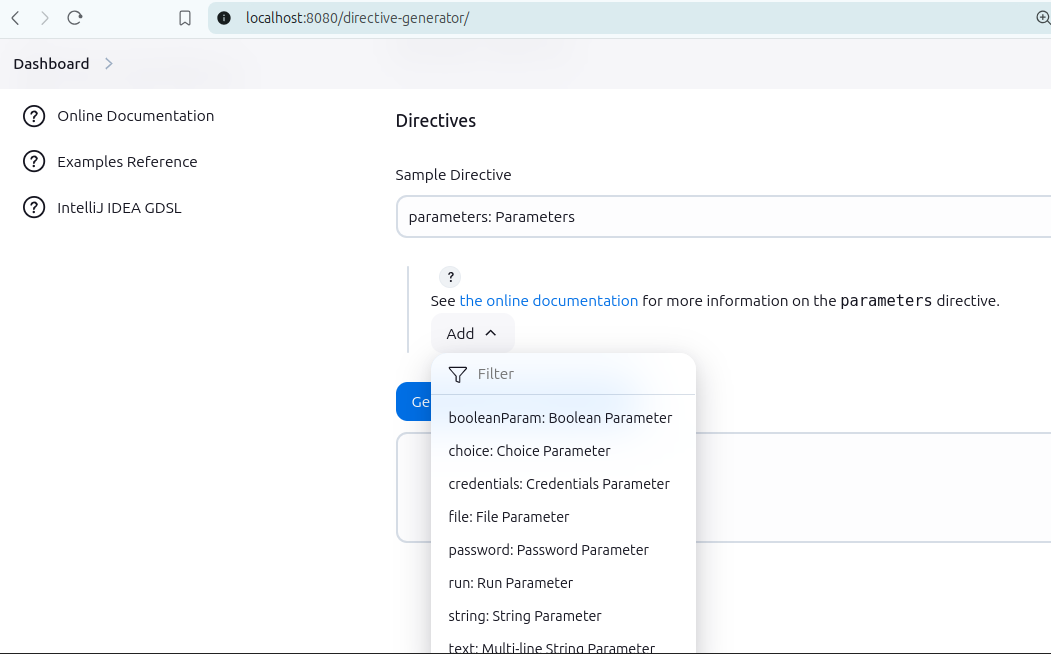 localhost:8080/directive-generator/
Dashboard
Online Documentation
Examples Reference
IntelliJ IDEA GDSL
Directives
Sample Directive
parameters: Parameters
?
See the online documentation for more information on the parameters directive.
Add
Filter
Ge
booleanParam: Boolean Parameter
choice: Choice Parameter
credentials: Credentials Parameter
file: File Parameter
password: Password Parameter
run: Run Parameter
string: String Parameter
text: Multi-line String Parameter